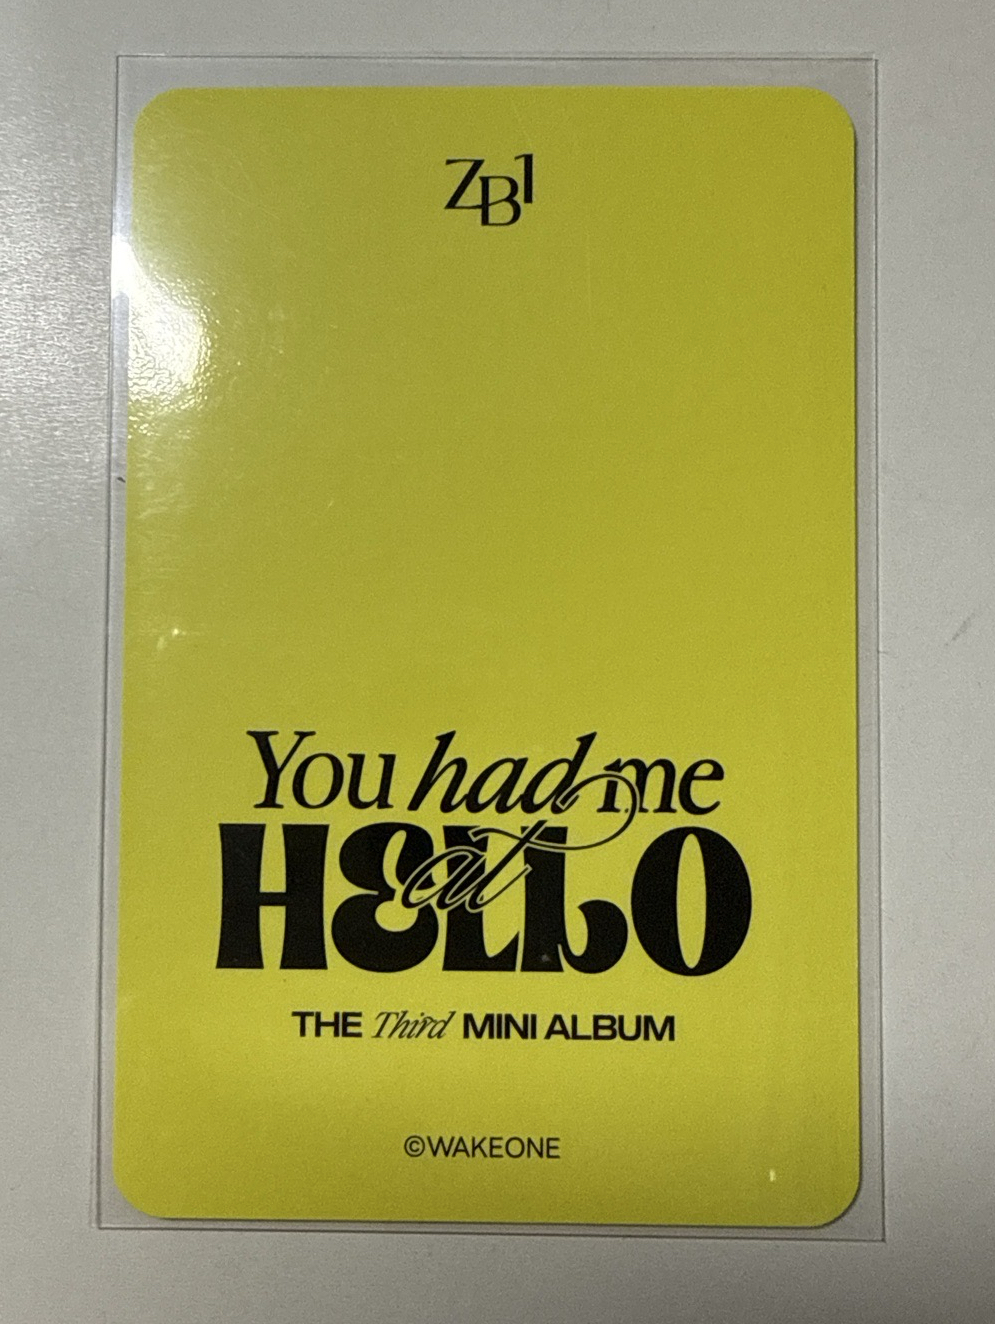 ZB1
You had me
at
HELLO
THE Third MINI ALBUM
©WAKEONE